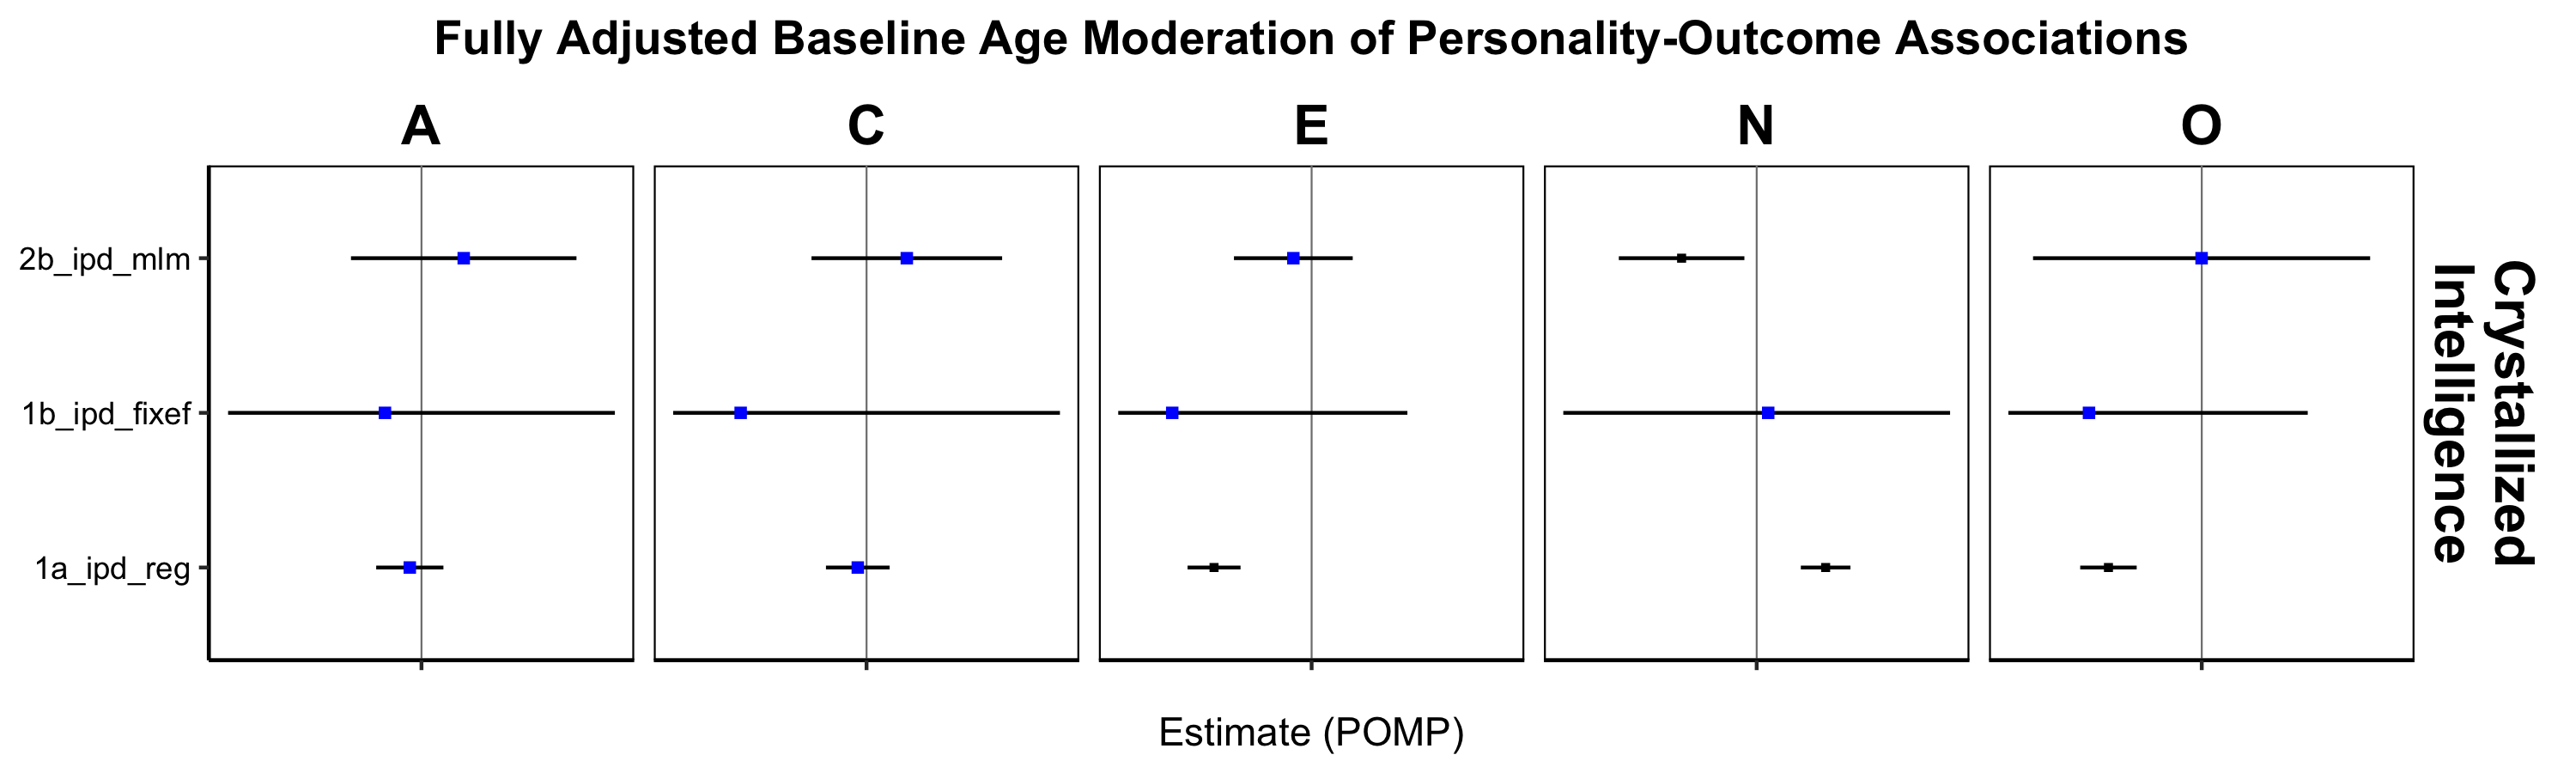 Fully Adjusted Baseline Age Moderation of Personality-Outcome Associations
A
C
E
N
O
2b_ipd_mlm
1b_ipd_fixef
1a_ipd_reg
Crystallized
Intelligence
Estimate (POMP)